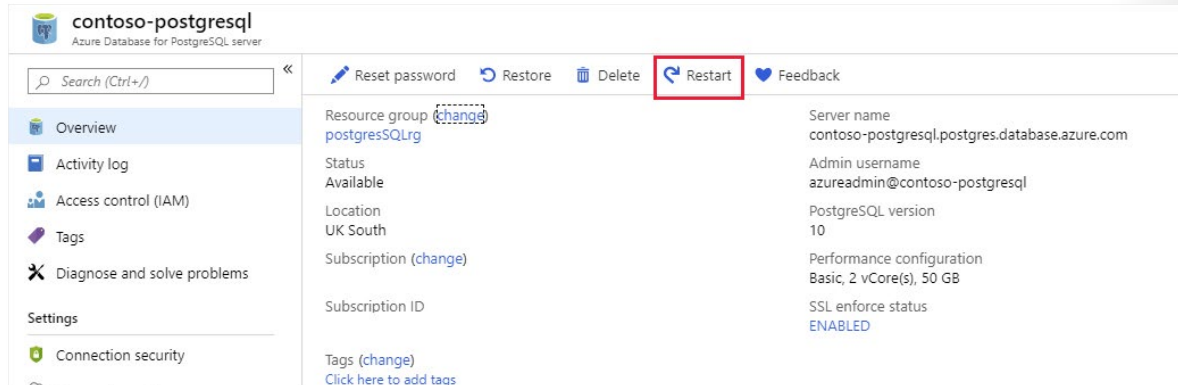 contoso-postgresql
Azure Database for PostgreSQL server
Search (Ctrl+/)
«
Overview
Activity log
Access control (IAM)
Tags
Diagnose and solve problems
Settings
Connection security
Reset password Restore Delete Restart Feedback
Resource group (change)
postgresSQLrg
Status
Available
Location
UK South
Subscription (change)
Subscription ID
Tags (change)
Click here to add tags
Server name
contoso-postgresql.postgres.database.azure.com
Admin username
azureadmin@contoso-postgresql
PostgreSQL version
10
Performance configuration
Basic, 2 vCore(s), 50 GB
SSL enforce status
ENABLED